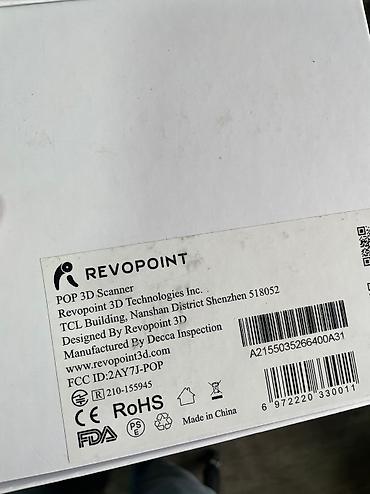 REVOPOINT
POP 3D Scanner
Revopoint 3D Technologies Inc.
TCL Building, Nanshan District Shenzhen 518052
Designed By Revopoint 3D
Manufactured By Decca Inspection
www.revopoint3d.com
FCC ID:2AY7J-POP
R 210-155945
CE RoHS
FDA PSE Made in China
A2155035266400A31
6 972220 330011